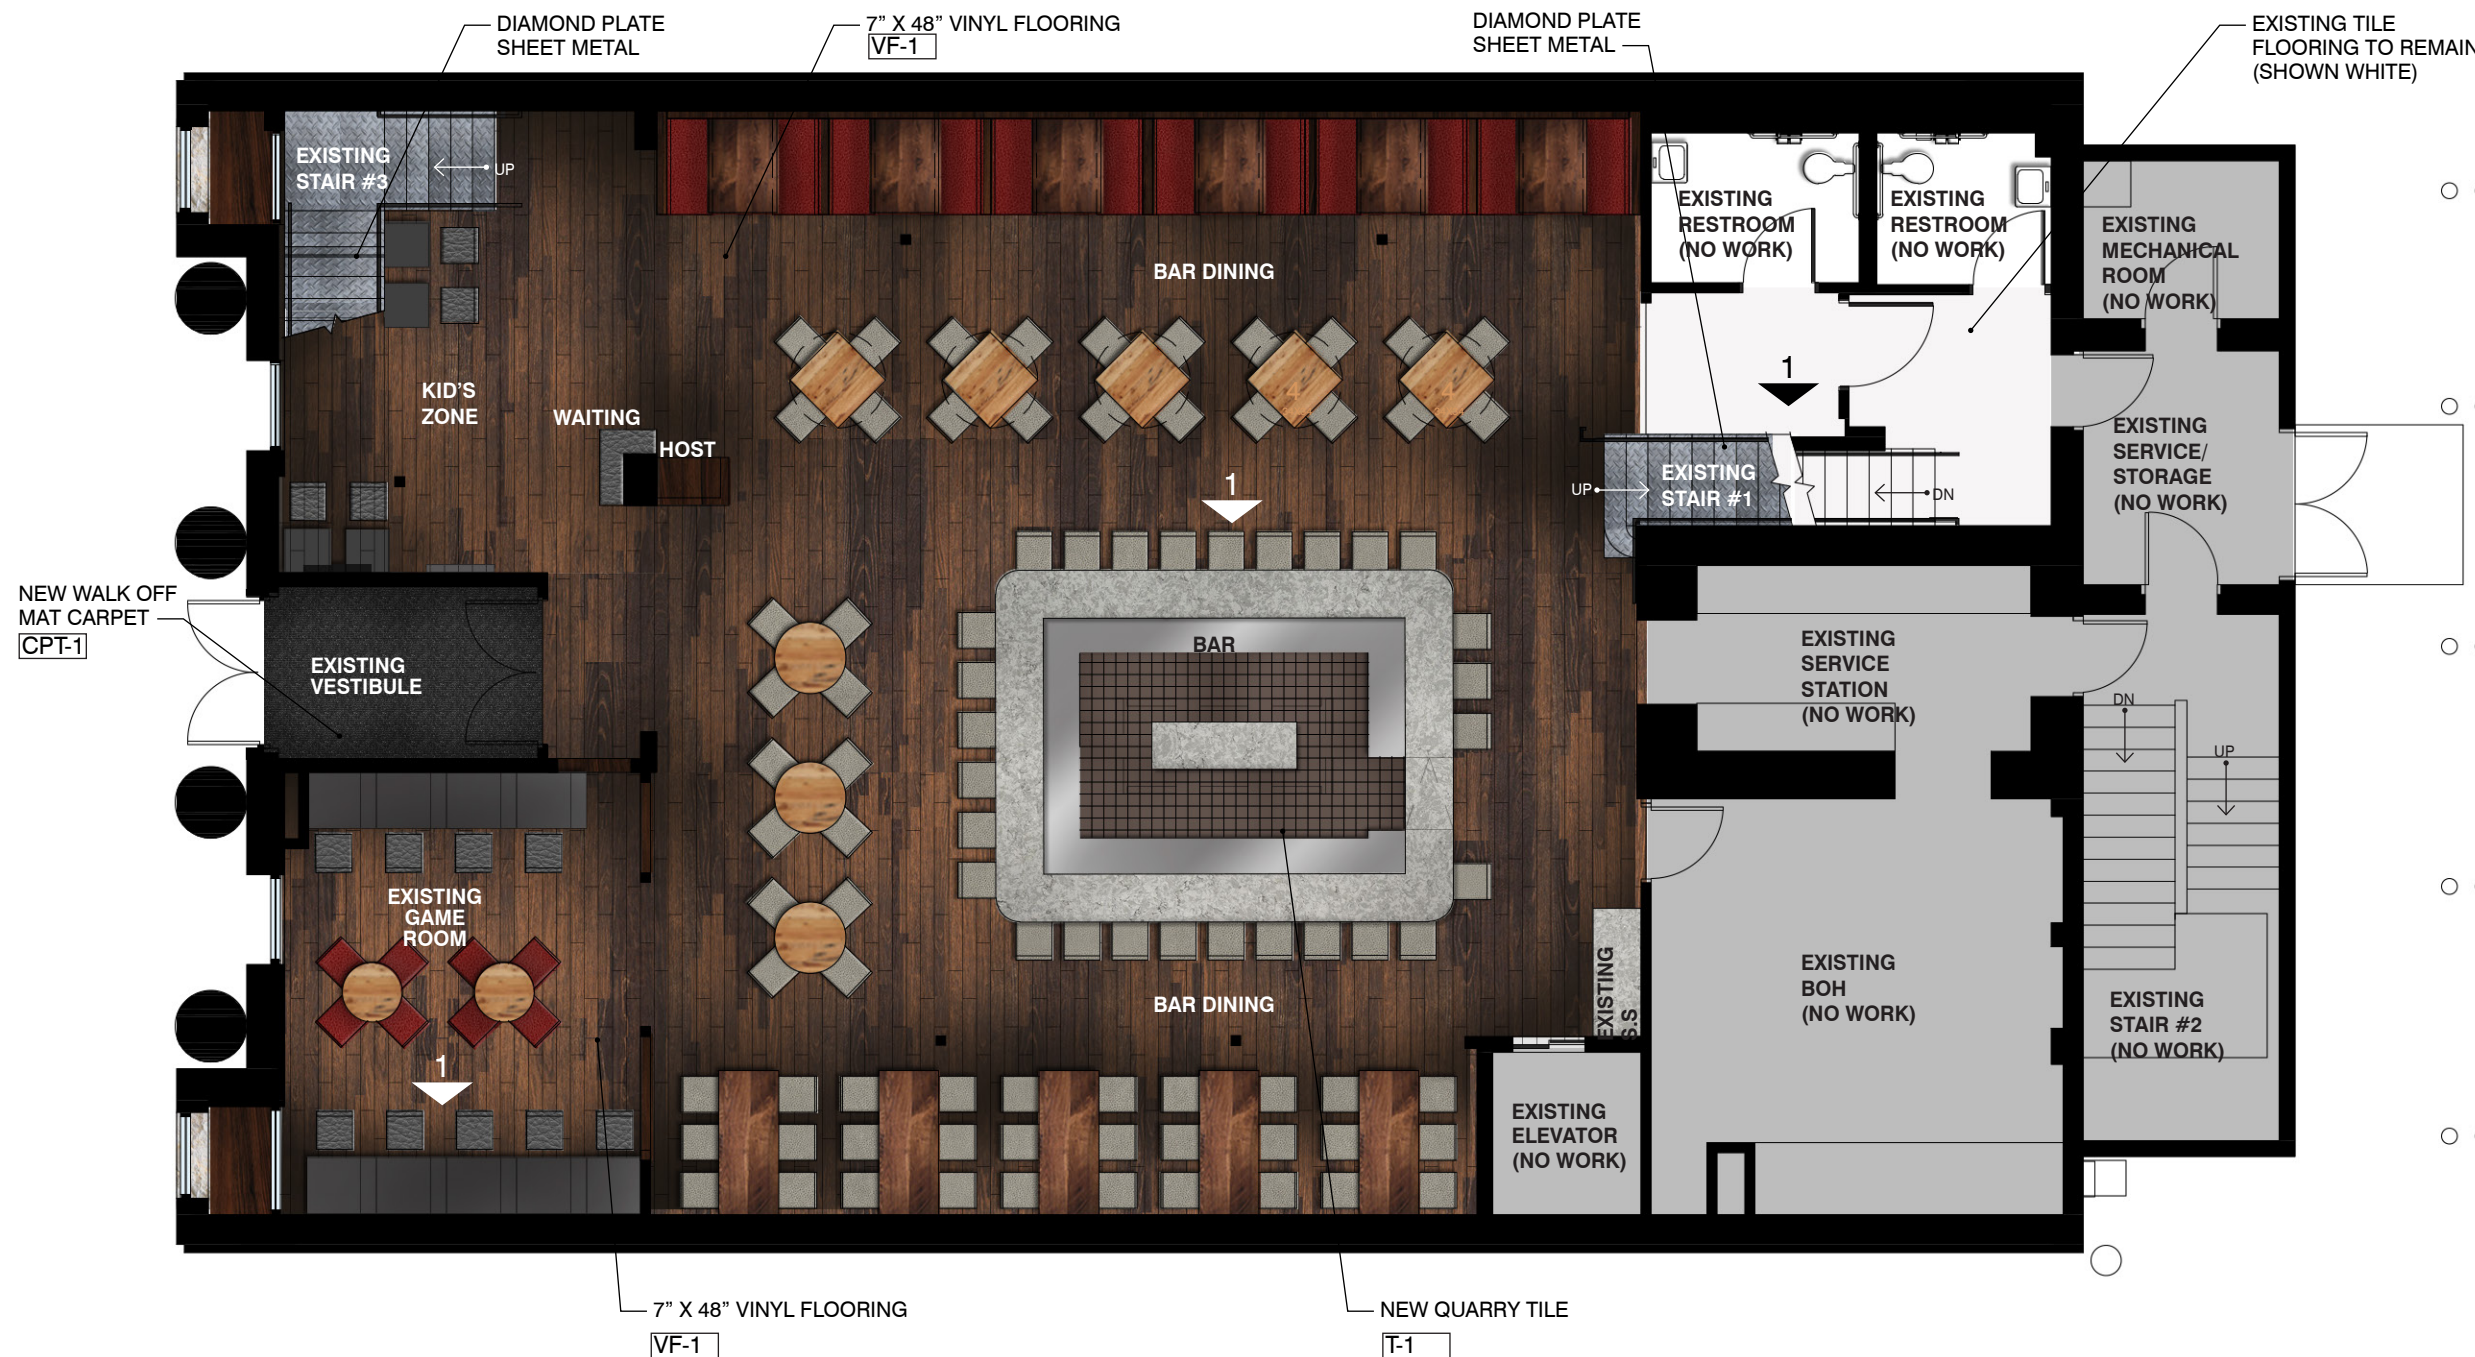 DIAMOND PLATE
SHEET METAL
7” X 48” VINYL FLOORING
VF-1
DIAMOND PLATE
SHEET METAL
EXISTING TILE
FLOORING TO REMAIN
(SHOWN WHITE)
EXISTING
STAIR #3
UP
EXISTING
RESTROOM
(NO WORK)
EXISTING
RESTROOM
(NO WORK)
EXISTING
MECHANICAL
ROOM
(NO WORK)
BAR DINING
KID’S
ZONE
WAITING
HOST
1
1
UP
EXISTING
STAIR #1
DN
EXISTING
SERVICE/
STORAGE
(NO WORK)
NEW WALK OFF
MAT CARPET
CPT-1
EXISTING
VESTIBULE
BAR
EXISTING
SERVICE
STATION
(NO WORK)
DN
UP
EXISTING
GAME
ROOM
1
BAR DINING
EXISTING
S.S
EXISTING
BOH
(NO WORK)
EXISTING
STAIR #2
(NO WORK)
EXISTING
ELEVATOR
(NO WORK)
7” X 48” VINYL FLOORING
VF-1
NEW QUARRY TILE
T-1